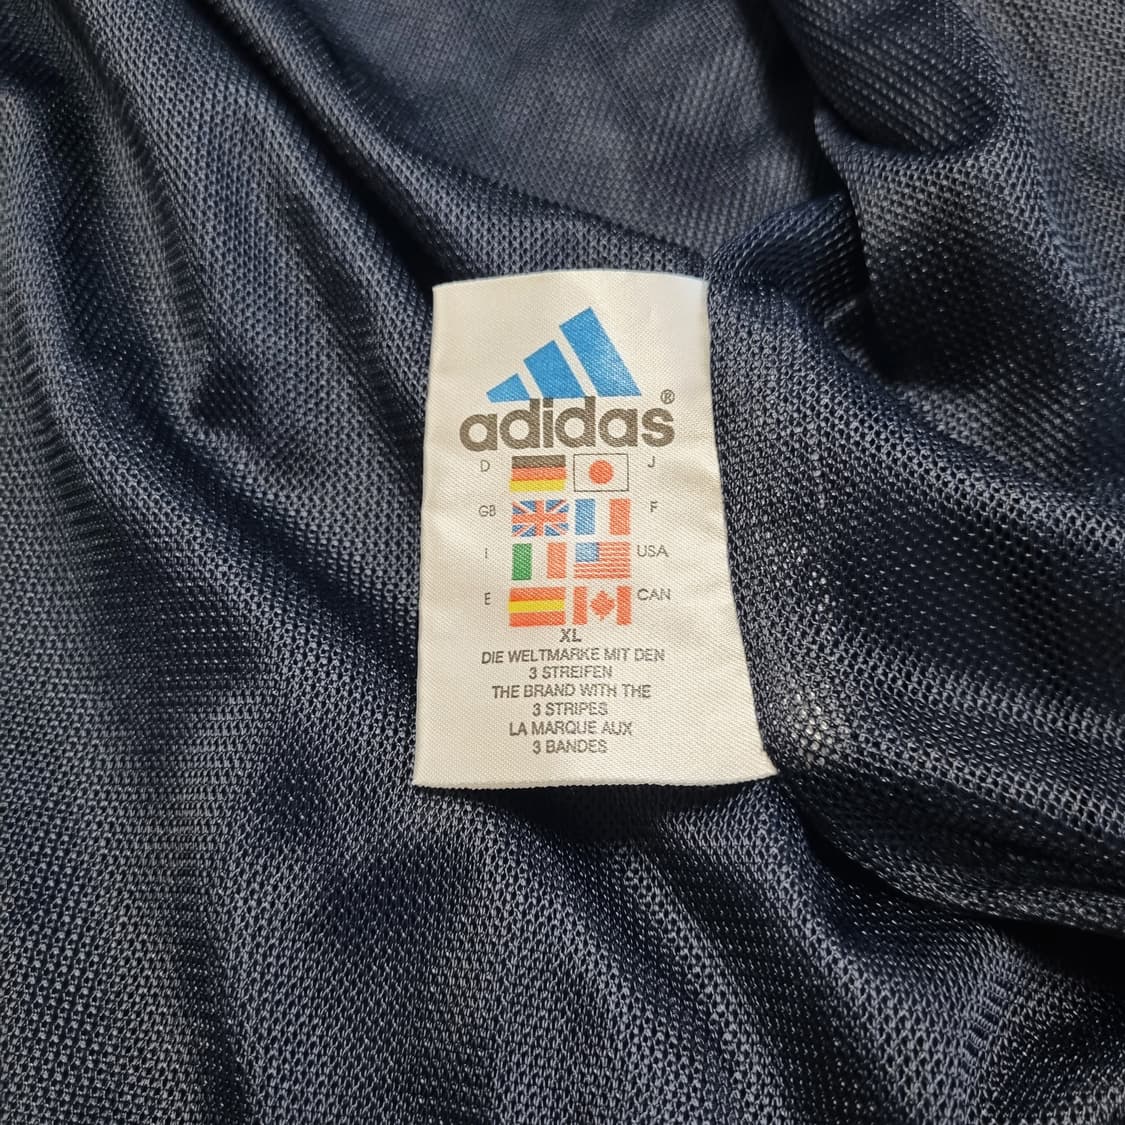 adidas®
D J
GB F
I USA
E CAN
XL
DIE WELTMARKE MIT DEN
3 STREIFEN
THE BRAND WITH THE
3 STRIPES
LA MARQUE AUX
3 BANDES